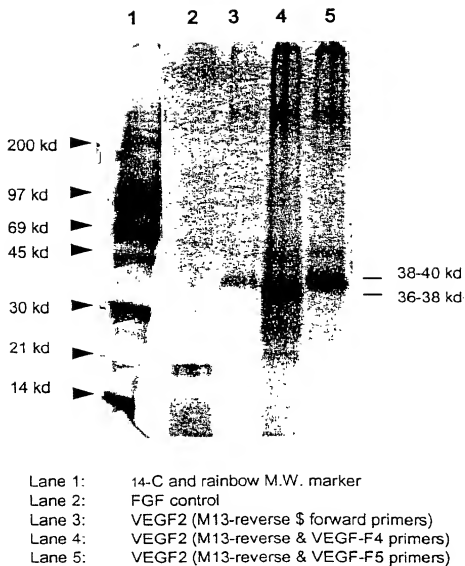 1 2 3 4 5
200 kd
97 kd
69 kd
45 kd
38-40 kd
36-38 kd
30 kd
21 kd
14 kd
Lane 1: 14-C and rainbow M.W. marker
Lane 2: FGF control
Lane 3: VEGF2 (M13-reverse $ forward primers)
Lane 4: VEGF2 (M13-reverse & VEGF-F4 primers)
Lane 5: VEGF2 (M13-reverse & VEGF-F5 primers)